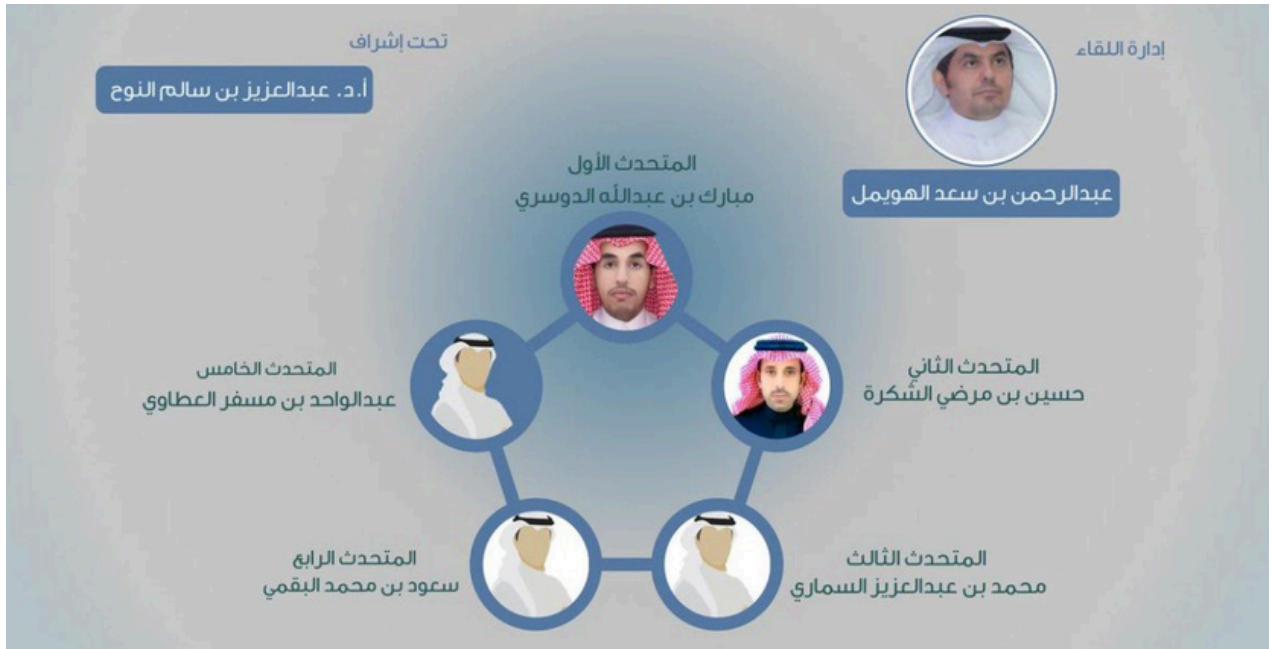 إدارة اللقاء
عبدالرحمن بن سعد الهويمل
تحت إشراف
أ.د. عبدالعزيز بن سالم النوح
المتحدث الأول
مبارك بن عبدالله الدوسري
المتحدث الثاني
حسين بن مرضي الشكرة
المتحدث الثالث
محمد بن عبدالعزيز السماري
المتحدث الرابع
سعود بن محمد البقمي
المتحدث الخامس
عبدالواحد بن مسفر العطاوي